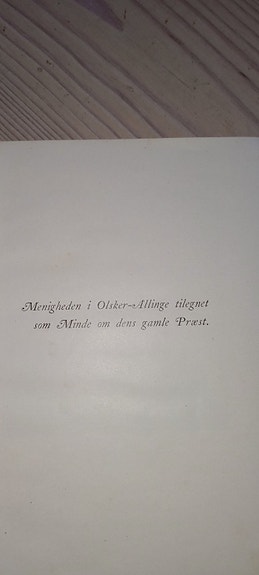 Menigheden i Olsker-Allinge tilegnet
som Minde om dens gamle Præst.